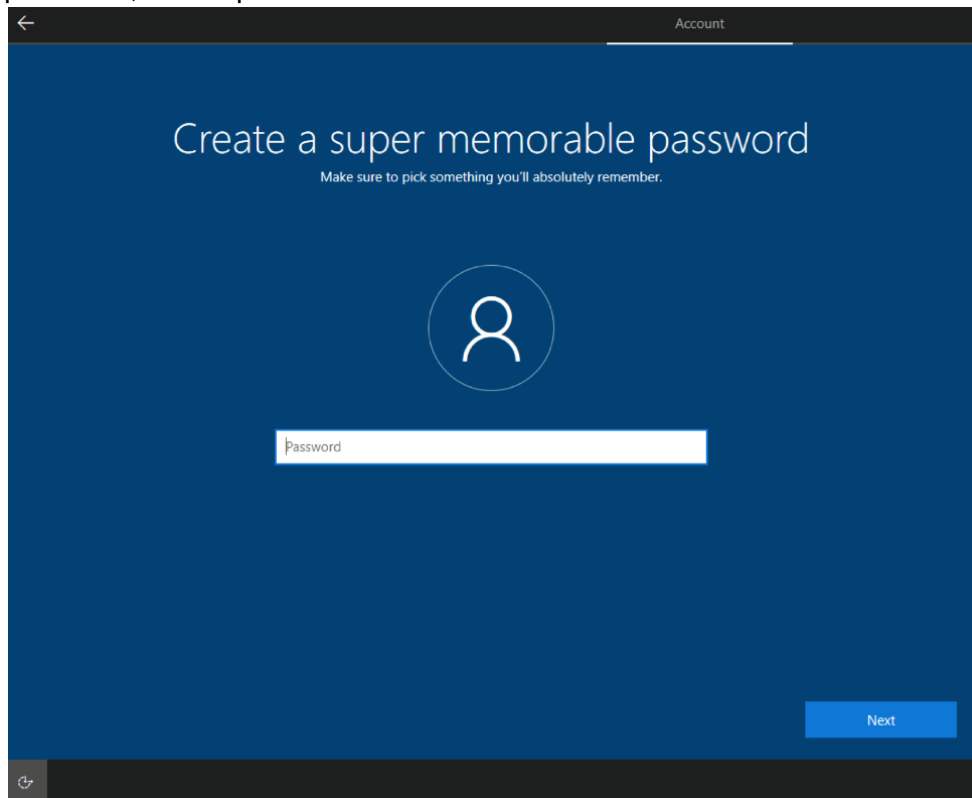 Account
Create a super memorable password
Make sure to pick something you'll absolutely remember.
Password
Next